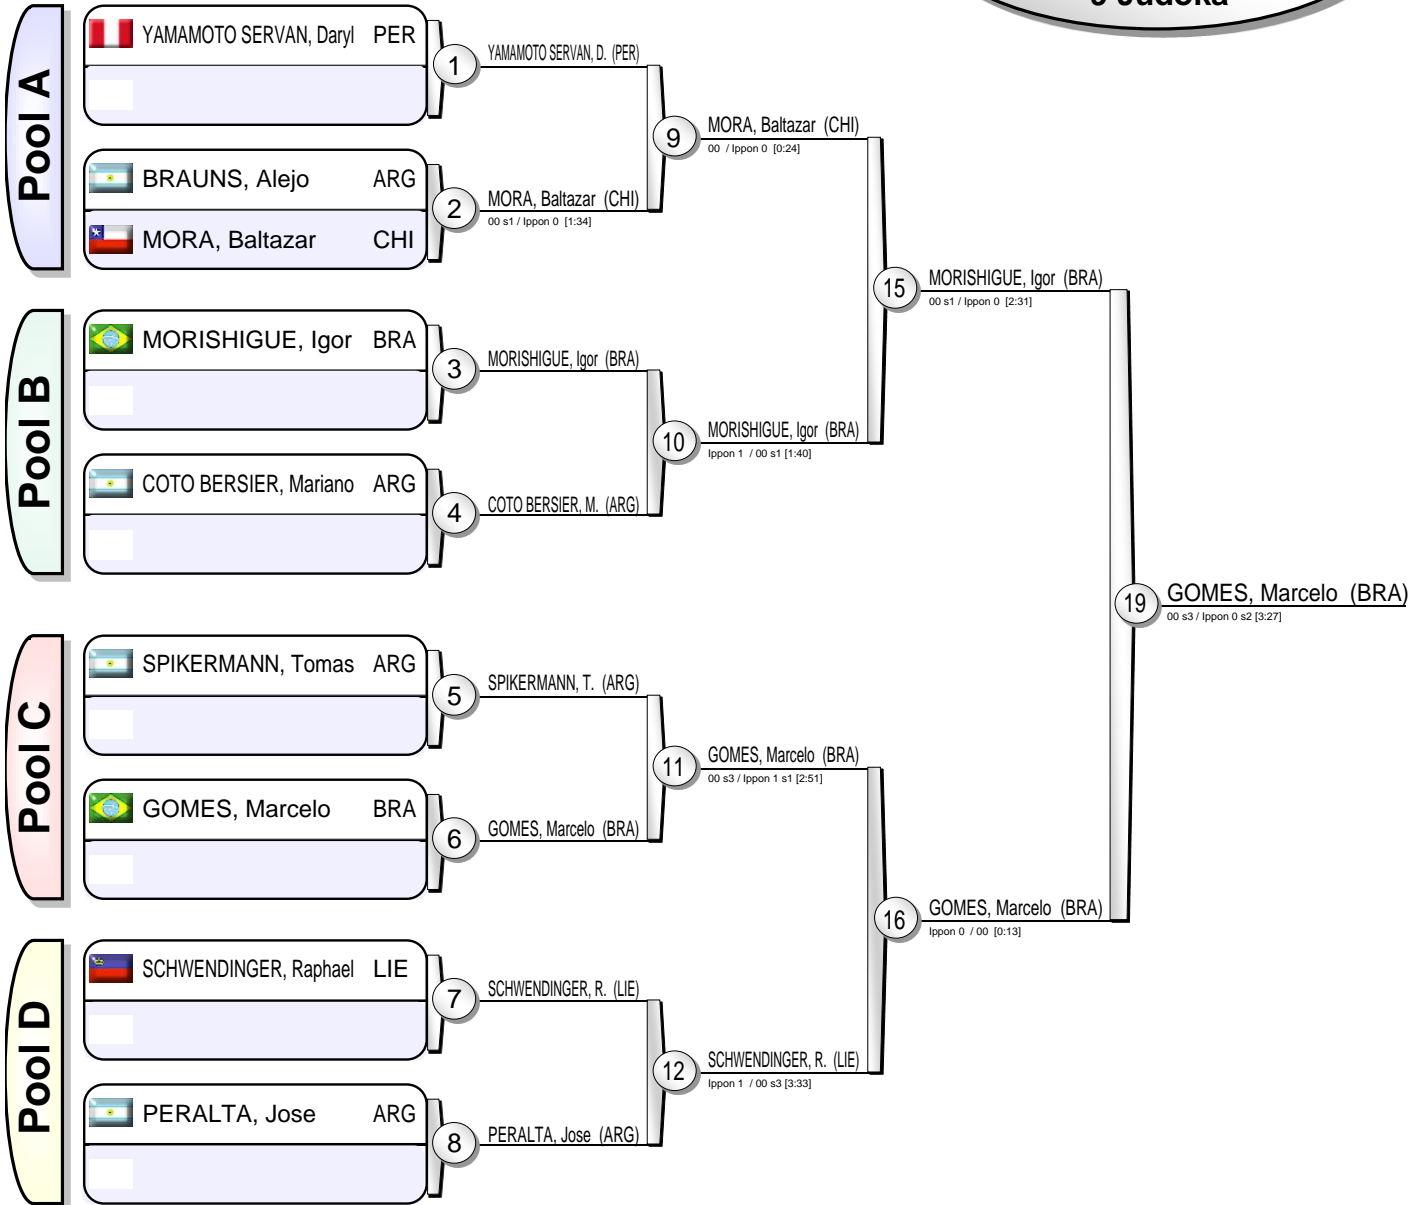 9 Judoka
Pool A
YAMAMOTO SERVAN, Daryl PER
BRAUNS, Alejo ARG
MORA, Baltazar CHI
1
YAMAMOTO SERVAN, D. (PER)
2
MORA, Baltazar (CHI)
00 s1 / Ippon 0 [1:34]
9
MORA, Baltazar (CHI)
00 / Ippon 0 [0:24]
Pool B
MORISHIGUE, Igor BRA
COTO BERSIER, Mariano ARG
3
MORISHIGUE, Igor (BRA)
4
COTO BERSIER, M. (ARG)
10
MORISHIGUE, Igor (BRA)
Ippon 1 / 00 s1 [1:40]
15
MORISHIGUE, Igor (BRA)
00 s1 / Ippon 0 [2:31]
Pool C
SPIKERMANN, Tomas ARG
GOMES, Marcelo BRA
5
SPIKERMANN, T. (ARG)
6
GOMES, Marcelo (BRA)
11
GOMES, Marcelo (BRA)
00 s3 / Ippon 1 s1 [2:51]
Pool D
SCHWENDINGER, Raphael LIE
PERALTA, Jose ARG
7
SCHWENDINGER, R. (LIE)
8
PERALTA, Jose (ARG)
12
SCHWENDINGER, R. (LIE)
Ippon 1 / 00 s3 [3:33]
16
GOMES, Marcelo (BRA)
Ippon 0 / 00 [0:13]
19
GOMES, Marcelo (BRA)
00 s3 / Ippon 0 s2 [3:27]